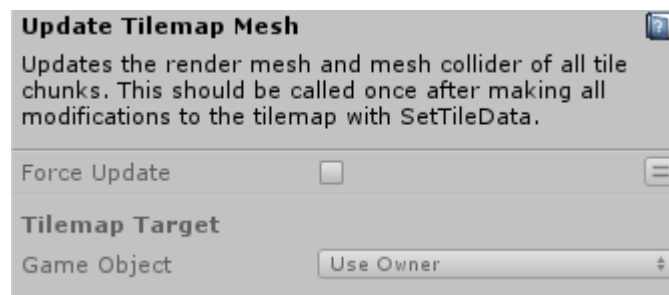 Update Tilemap Mesh
Updates the render mesh and mesh collider of all tile
chunks. This should be called once after making all
modifications to the tilemap with SetTileData.
Force Update
Tilemap Target
Game Object Use Owner